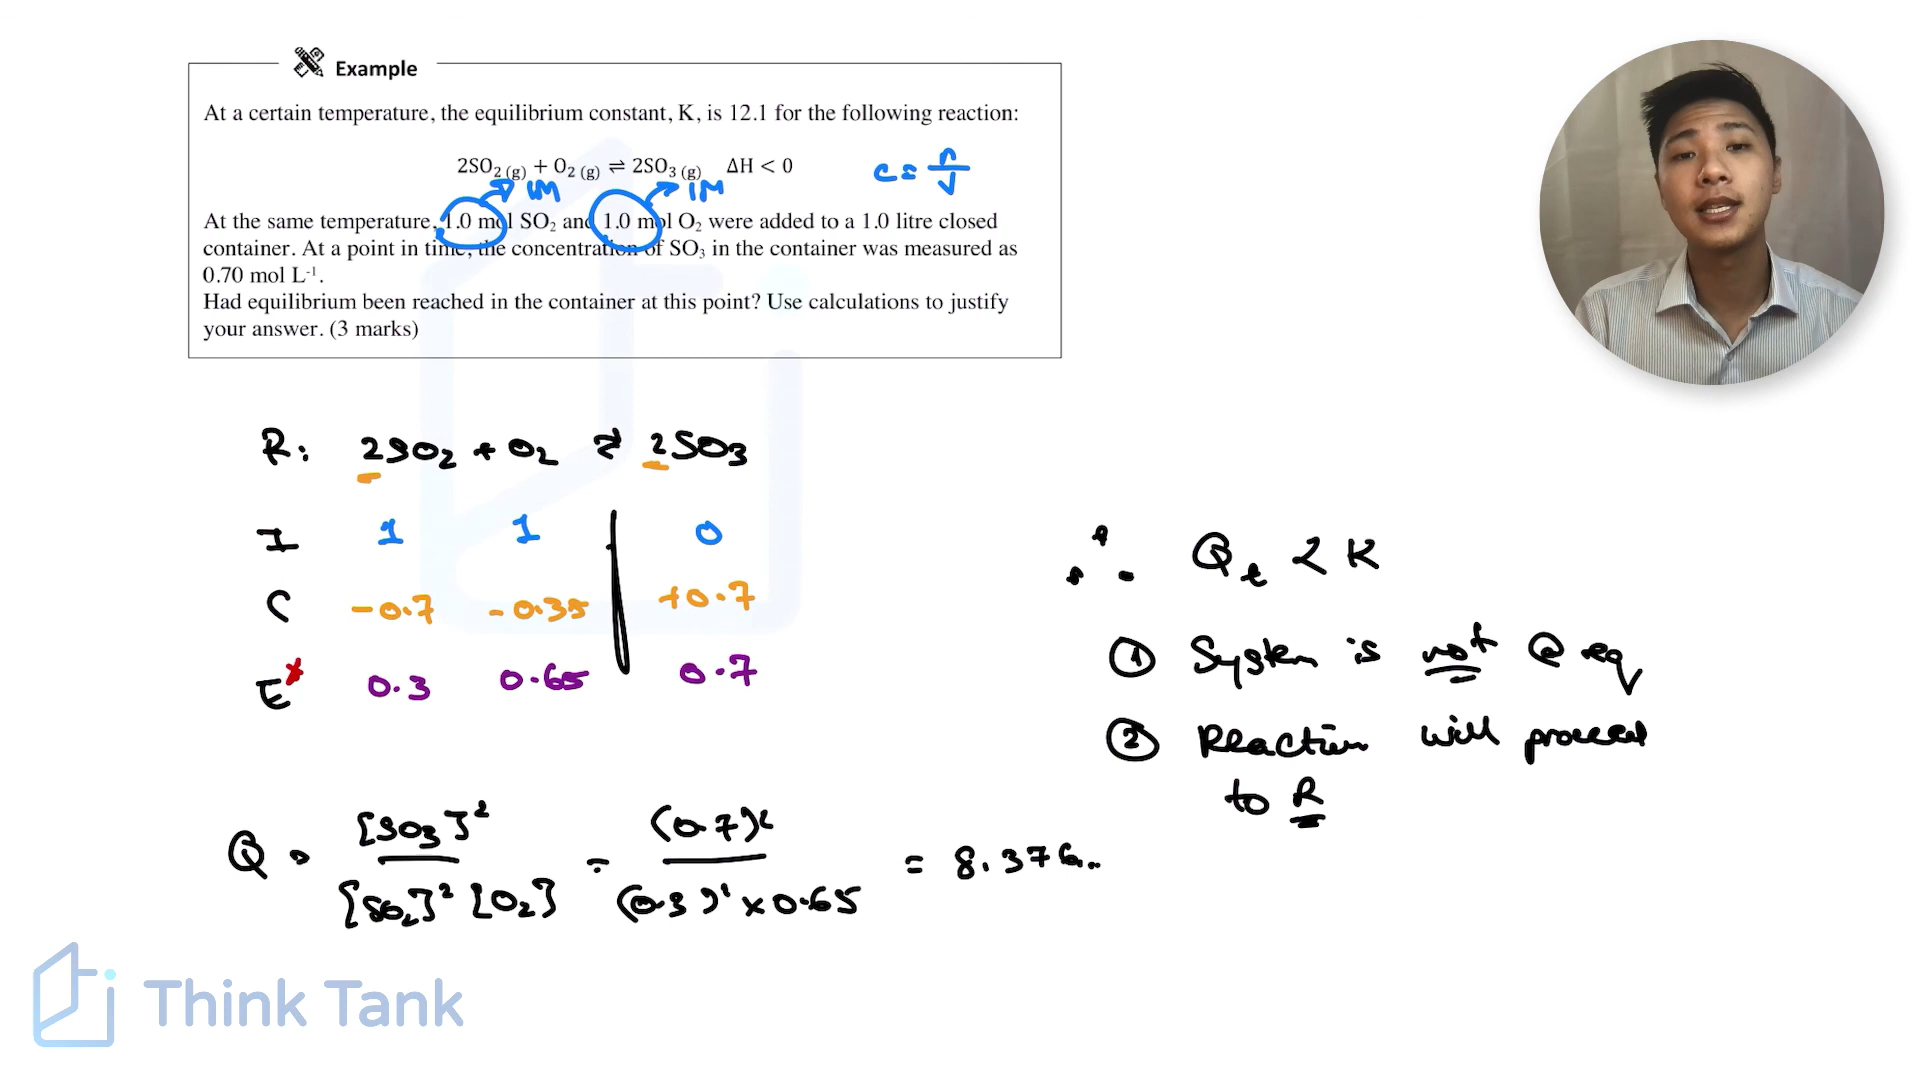 Example
At a certain temperature, the equilibrium constant, K, is 12.1 for the following reaction:
2SO₂ (g) + O₂ (g) ⇌ 2SO₃ (g)   ΔH < 0
c = n/V
1M 1M
At the same temperature, 1.0 mol SO₂ and 1.0 mol O₂ were added to a 1.0 litre closed
container. At a point in time, the concentration of SO₃ in the container was measured as
0.70 mol L⁻¹.
Had equilibrium been reached in the container at this point? Use calculations to justify
your answer. (3 marks)
R: 2SO₂ + O₂ ⇌ 2SO₃
I 1 1 0
C -0.7 -0.35 +0.7
E* 0.3 0.65 0.7
Q = [SO₃]² / [SO₂]² [O₂] = (0.7)² / (0.3)² × 0.65 = 8.376...
∴ Qt < K
① System is not @ eq
② Reaction will proceed
to R
Think Tank